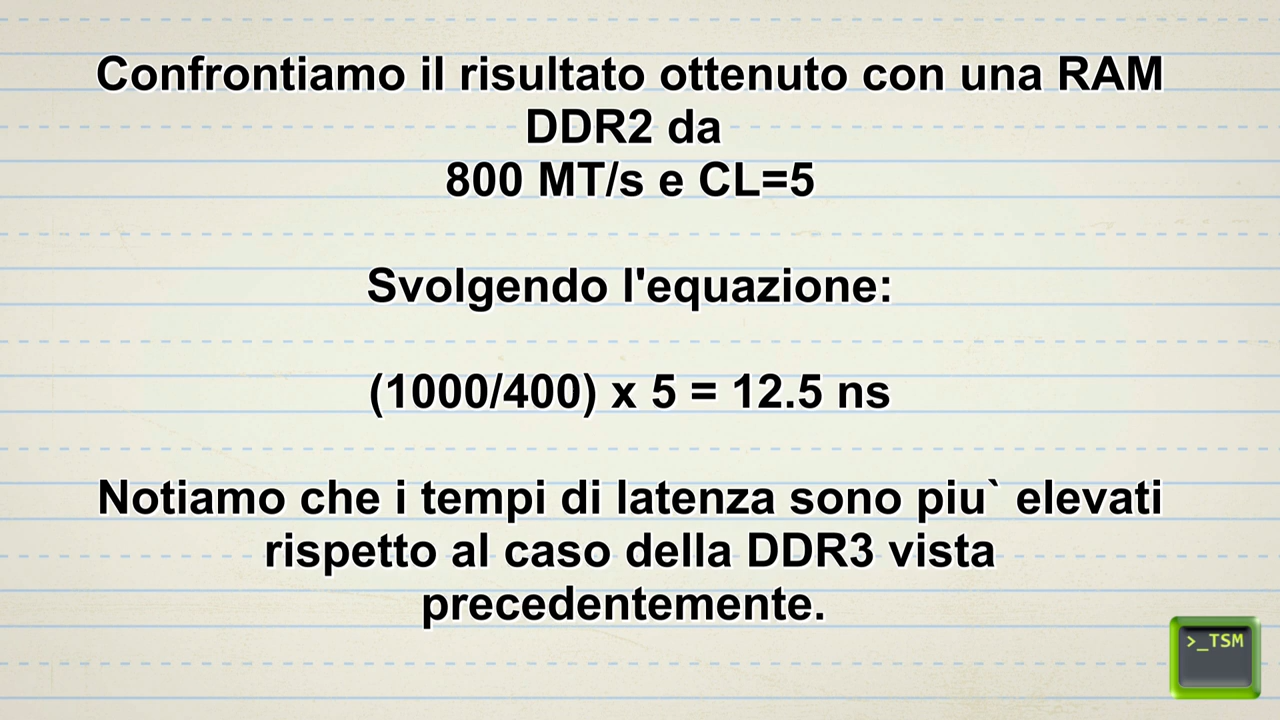 Confrontiamo il risultato ottenuto con una RAM
DDR2 da
800 MT/s e CL=5
Svolgendo l'equazione:
(1000/400) x 5 = 12.5 ns
Notiamo che i tempi di latenza sono piu` elevati
rispetto al caso della DDR3 vista
precedentemente.
>_TSM